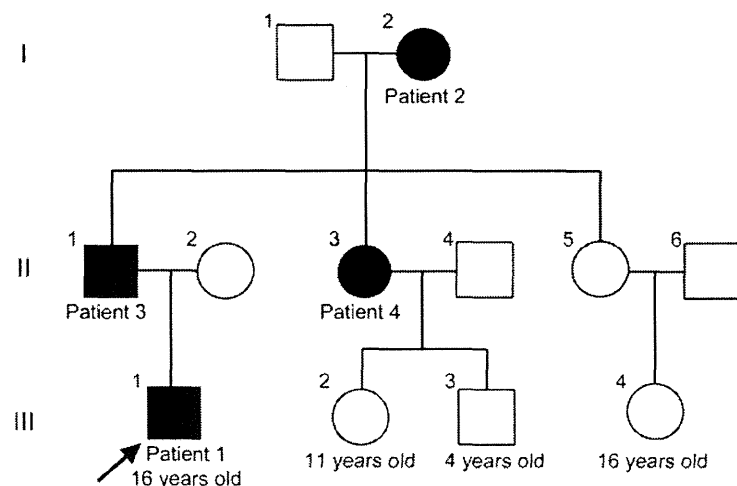 I
1
2
Patient 2
II
1
2
3
4
5
6
Patient 3
Patient 4
III
1
2
3
4
Patient 1
16 years old
11 years old
4 years old
16 years old